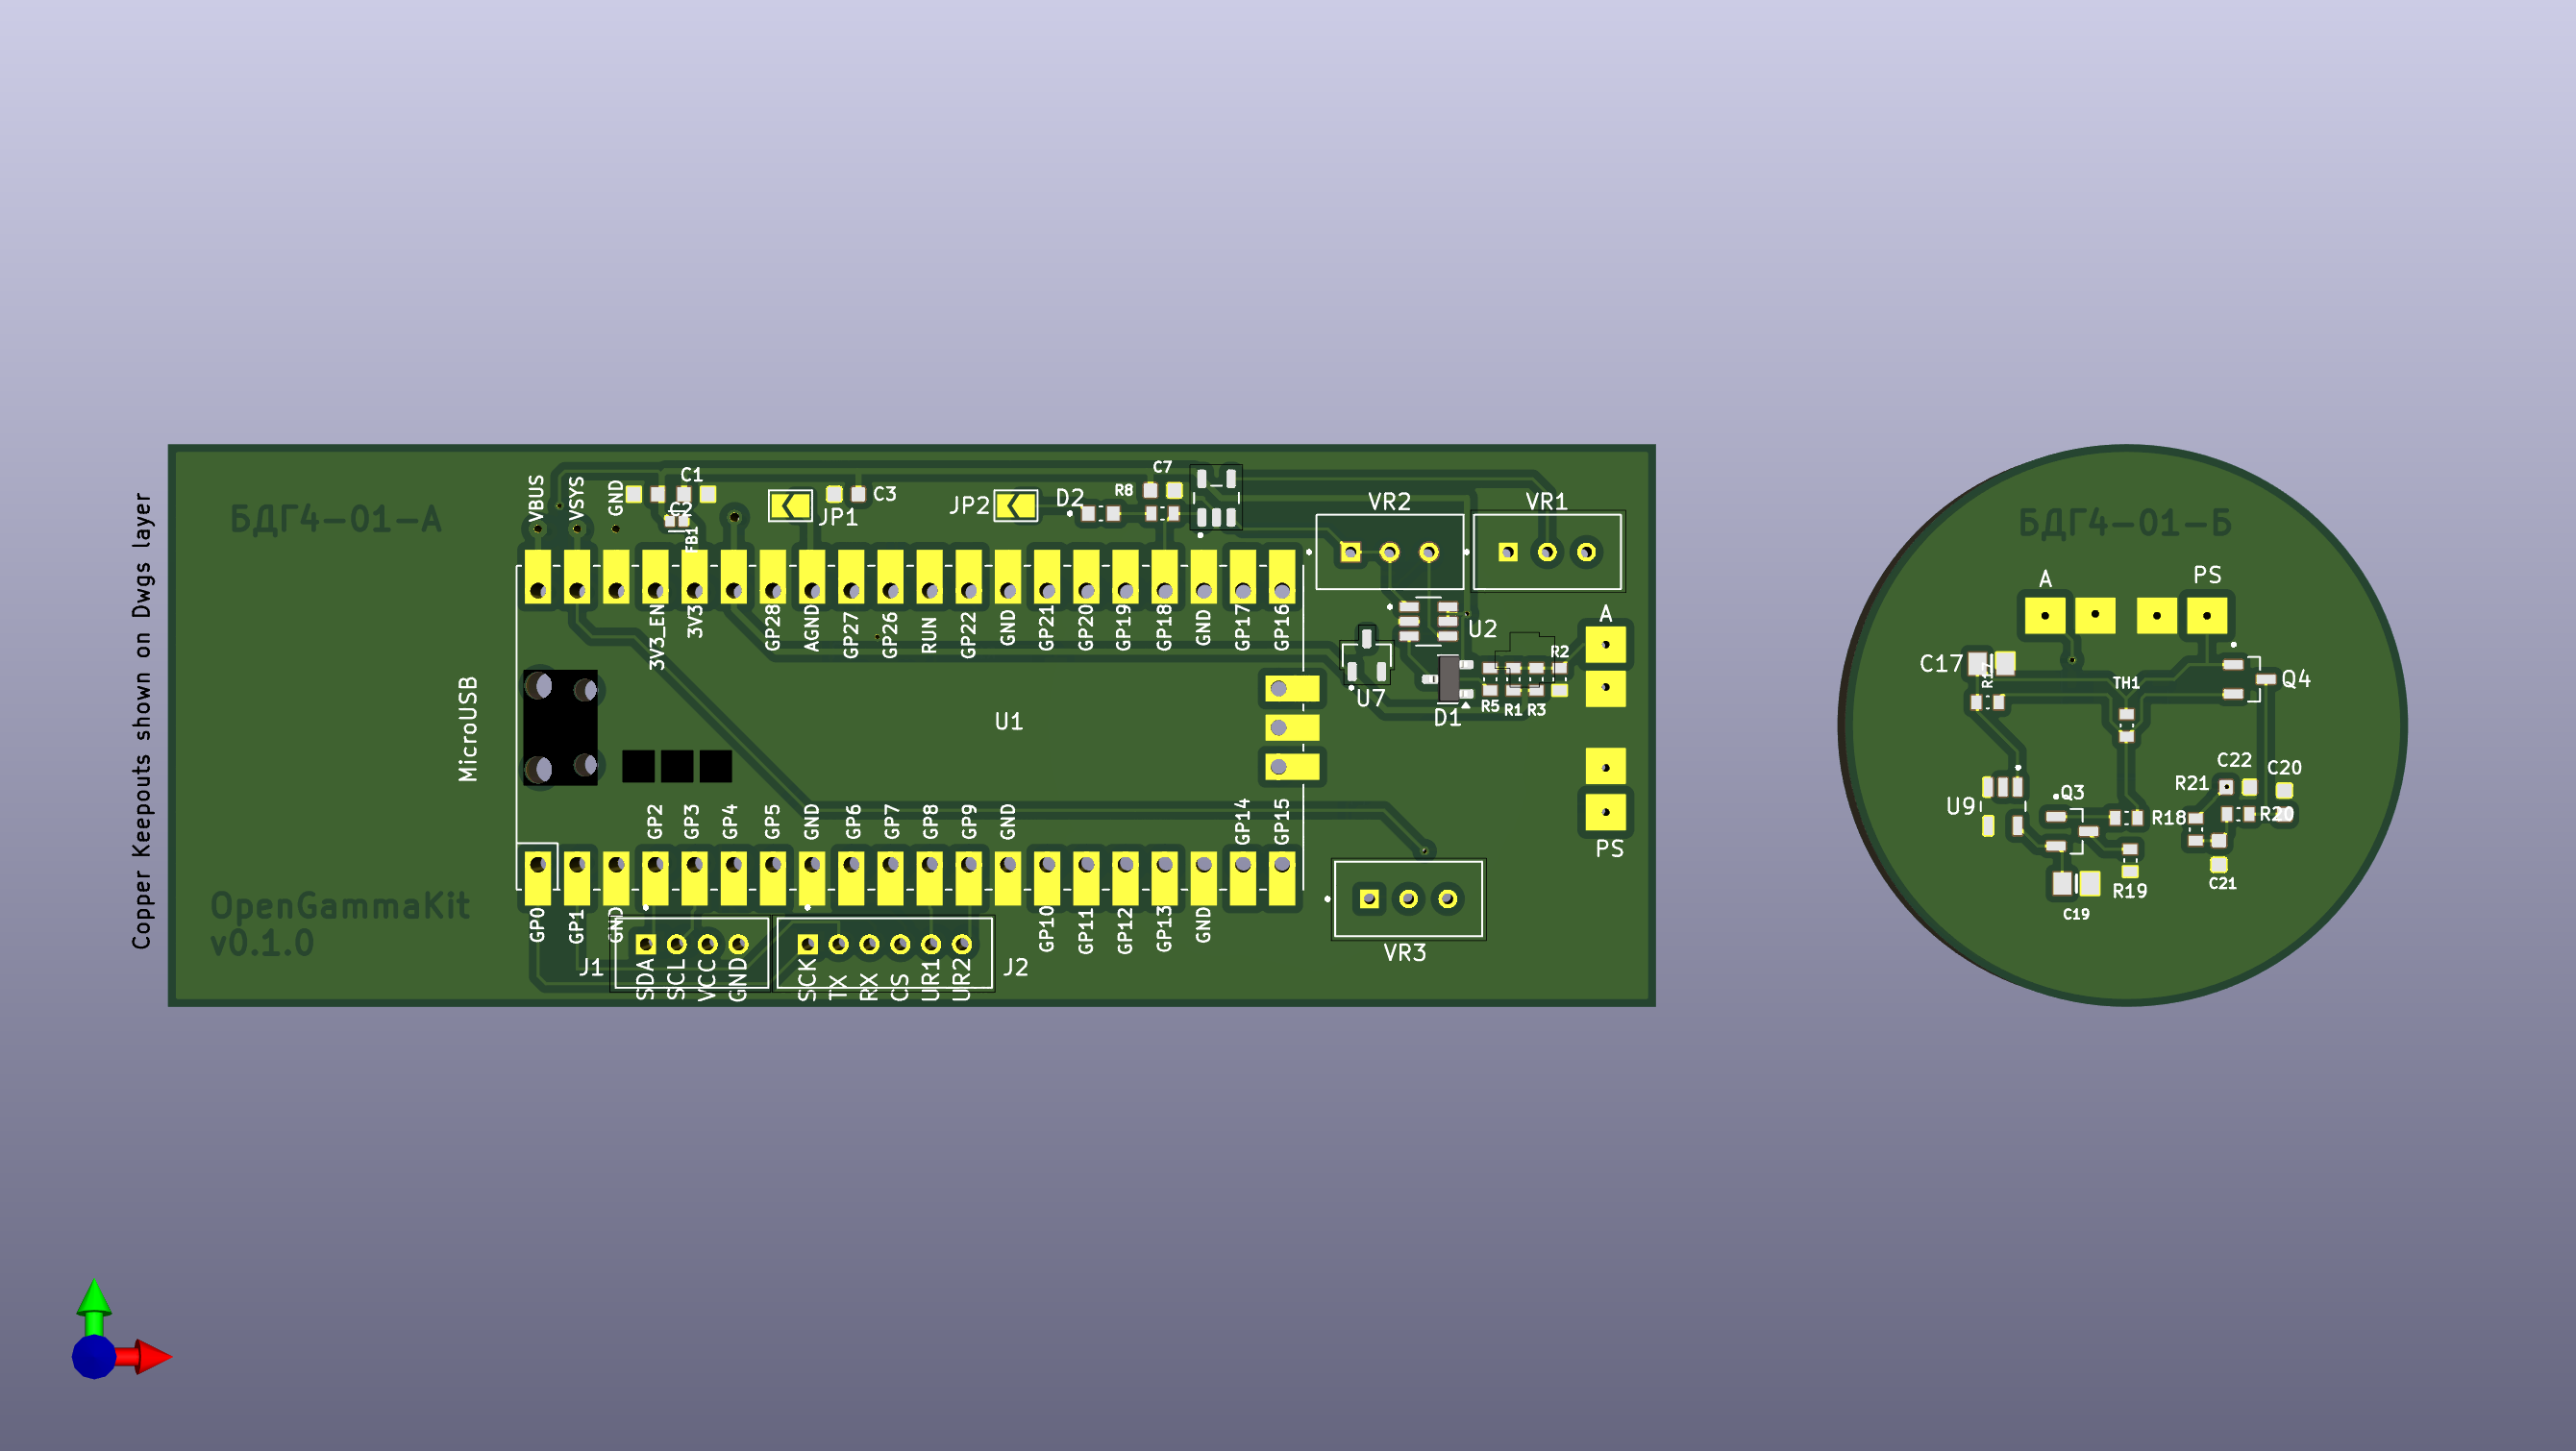 Copper Keepouts shown on Dwgs layer
БДГ4-01-А
OpenGammaKit
v0.1.0
MicroUSB
VBUS
VSYS
GND
C1
C2
FB1
JP1
C3
JP2
D2
R8
C7
VR2
VR1
3V3_EN
3V3
GP28
AGND
GP27
GP26
RUN
GP22
GND
GP21
GP20
GP19
GP18
GND
GP17
GP16
U1
U2
U7
D1
R5
R1
R3
R2
A
PS
GP2
GP3
GP4
GP5
GND
GP6
GP7
GP8
GP9
GND
GP14
GP15
GP0
GP1
GND
GP10
GP11
GP12
GP13
GND
J1
SDA
SCL
VCC
GND
SCK
TX
RX
CS
UR1
UR2
J2
VR3
БДГ4-01-Б
A
PS
C17
R17
TH1
Q4
U9
Q3
R18
R19
C19
R21
C22
C20
R20
C21